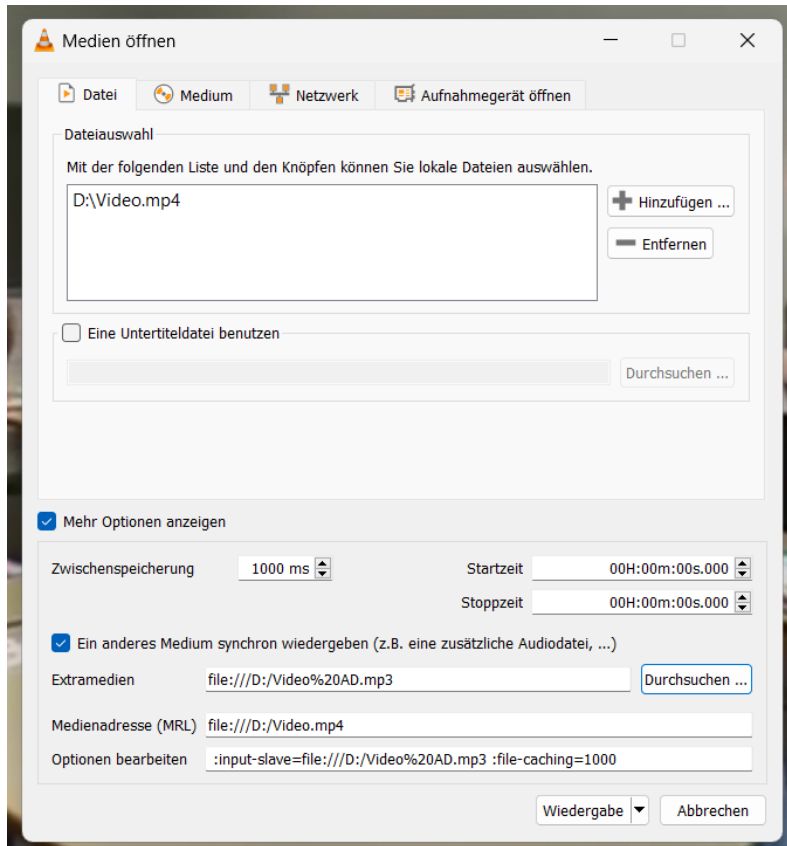 Medien öffnen
Datei Medium Netzwerk Aufnahmegerät öffnen
Dateiauswahl
Mit der folgenden Liste und den Knöpfen können Sie lokale Dateien auswählen.
D:\Video.mp4
Hinzufügen ...
Entfernen
Eine Untertiteldatei benutzen
Durchsuchen ...
Mehr Optionen anzeigen
Zwischenspeicherung 1000 ms Startzeit 00H:00m:00s.000
Stoppzeit 00H:00m:00s.000
Ein anderes Medium synchron wiedergeben (z.B. eine zusätzliche Audiodatei, ...)
Extramedien file:///D:/Video%20AD.mp3 Durchsuchen ...
Medienadresse (MRL) file:///D:/Video.mp4
Optionen bearbeiten :input-slave=file:///D:/Video%20AD.mp3 :file-caching=1000
Wiedergabe Abbrechen